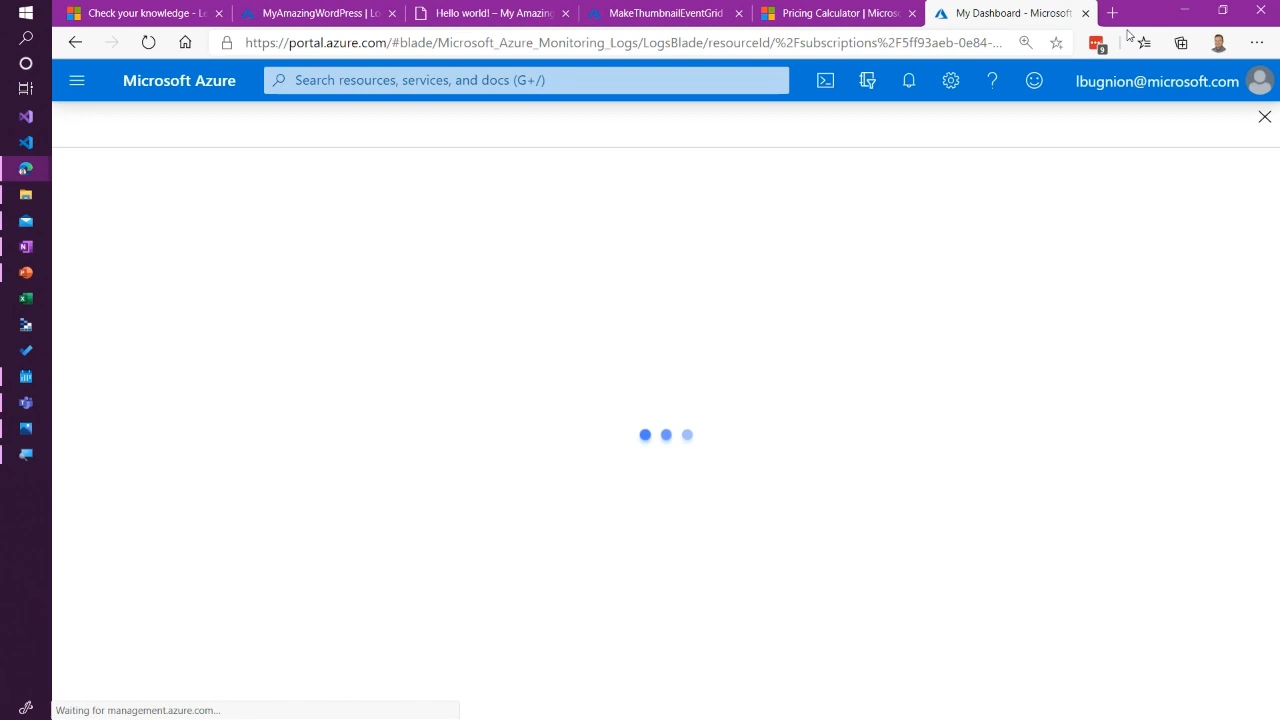 Check your knowledge - Le
MyAmazingWordPress | Lo
Hello world! – My Amazing
MakeThumbnailEventGrid
Pricing Calculator | Microso
My Dashboard - Microsoft
https://portal.azure.com/#blade/Microsoft_Azure_Monitoring_Logs/LogsBlade/resourceId/%2Fsubscriptions%2F5ff93aeb-0e84-...
9
Microsoft Azure
Search resources, services, and docs (G+/)
lbugnion@microsoft.com
Waiting for management.azure.com...